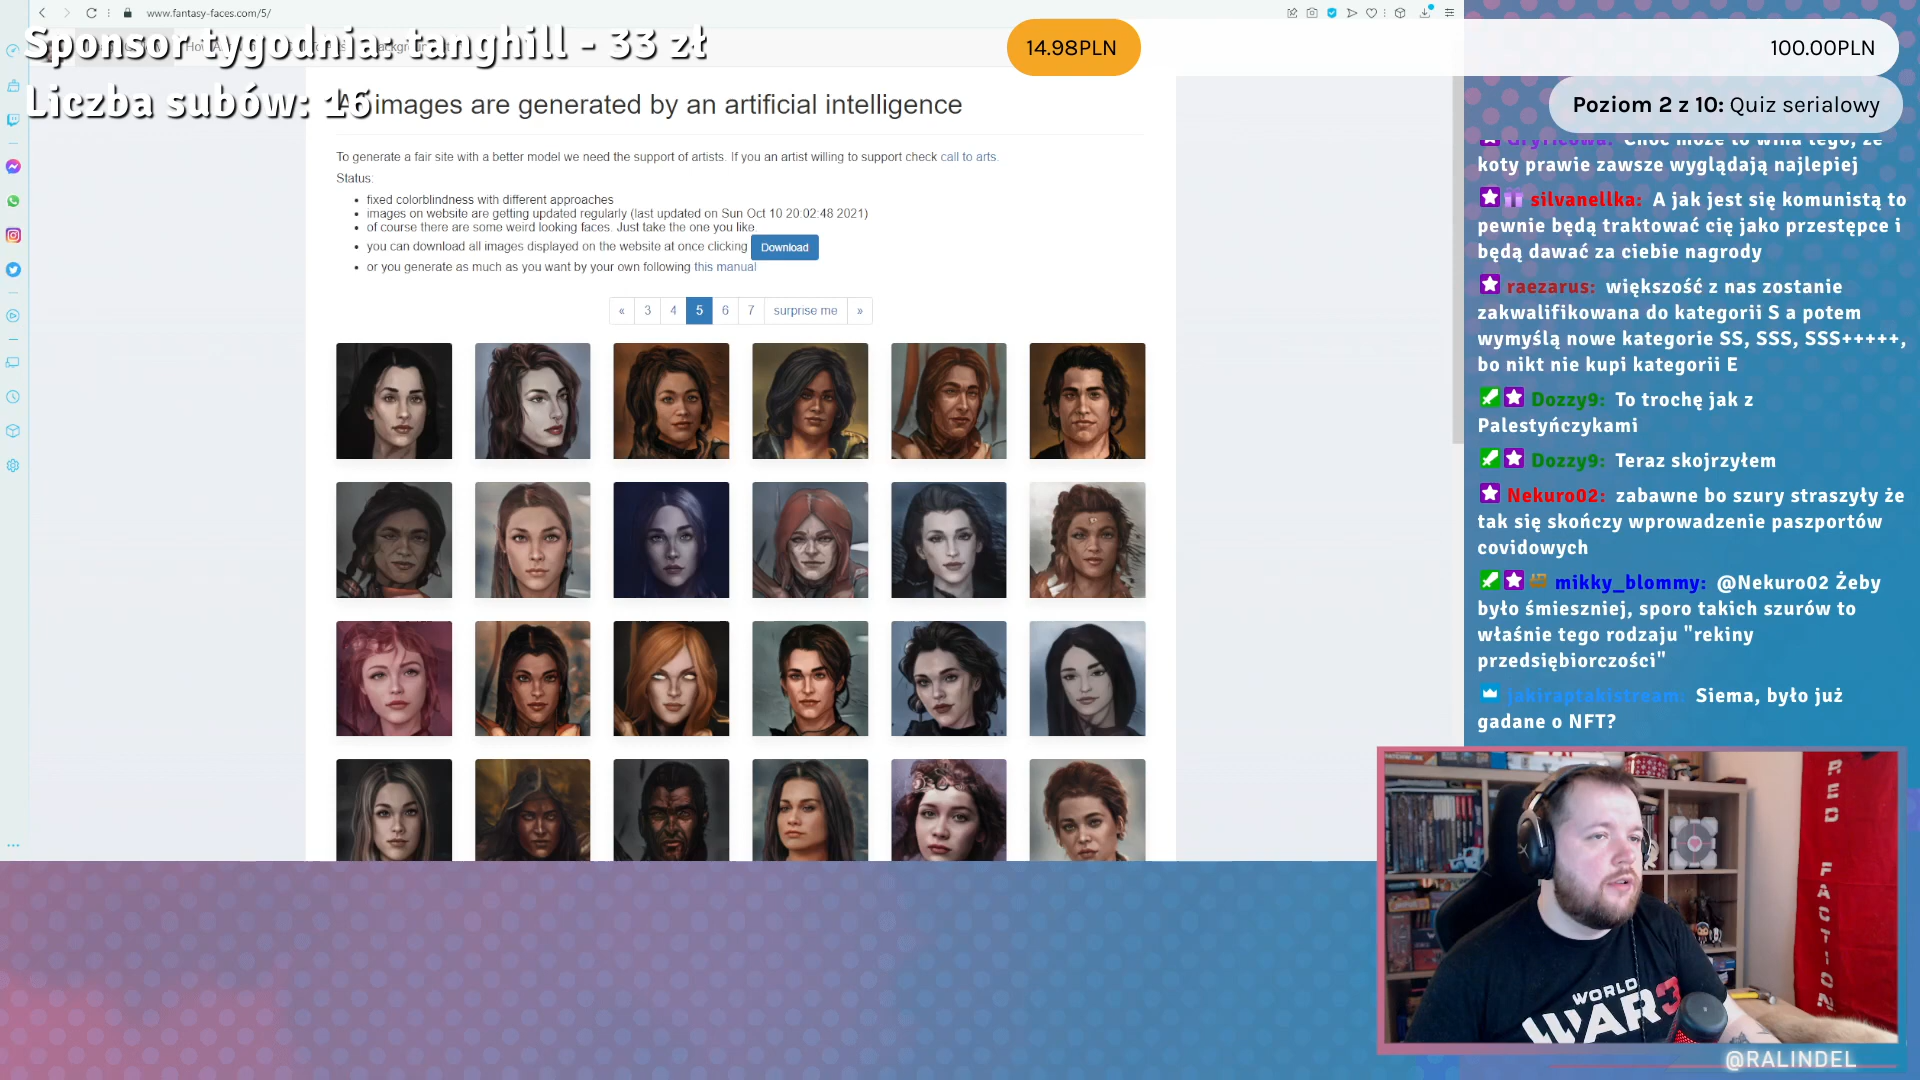 www.fantasy-faces.com/5/
Sponsor tygodnia: tanghill - 33 zł
Liczba subów: 16
14.98PLN
100.00PLN
Poziom 2 z 10: Quiz serialowy
images are generated by an artificial intelligence
To generate a fair site with a better model we need the support of artists. If you an artist willing to support check call to arts.
Status:
fixed colorblindness with different approaches
images on website are getting updated regularly (last updated on Sun Oct 10 20:02:48 2021)
of course there are some weird looking faces. Just take the one you like.
you can download all images displayed on the website at once clicking Download
or you generate as much as you want by your own following this manual
« 3 4 5 6 7 surprise me »
Gryficowa: Choć może to wina tego, że
koty prawie zawsze wyglądają najlepiej
silvanellka: A jak jest się komunistą to
pewnie będą traktować cię jako przestępce i
będą dawać za ciebie nagrody
raezarus: większość z nas zostanie
zakwalifikowana do kategorii S a potem
wymyślą nowe kategorie SS, SSS, SSS+++++,
bo nikt nie kupi kategorii E
Dozzy9: To trochę jak z
Palestyńczykami
Dozzy9: Teraz skojrzyłem
Nekuro02: zabawne bo szury straszyły że
tak się skończy wprowadzenie paszportów
covidowych
mikky_blommy: @Nekuro02 Żeby
było śmieszniej, sporo takich szurów to
właśnie tego rodzaju "rekiny
przedsiębiorczości"
jakiraptakistream: Siema, było już
gadane o NFT?
RED FACTION
WORLD
WAR 3
@RALINDEL